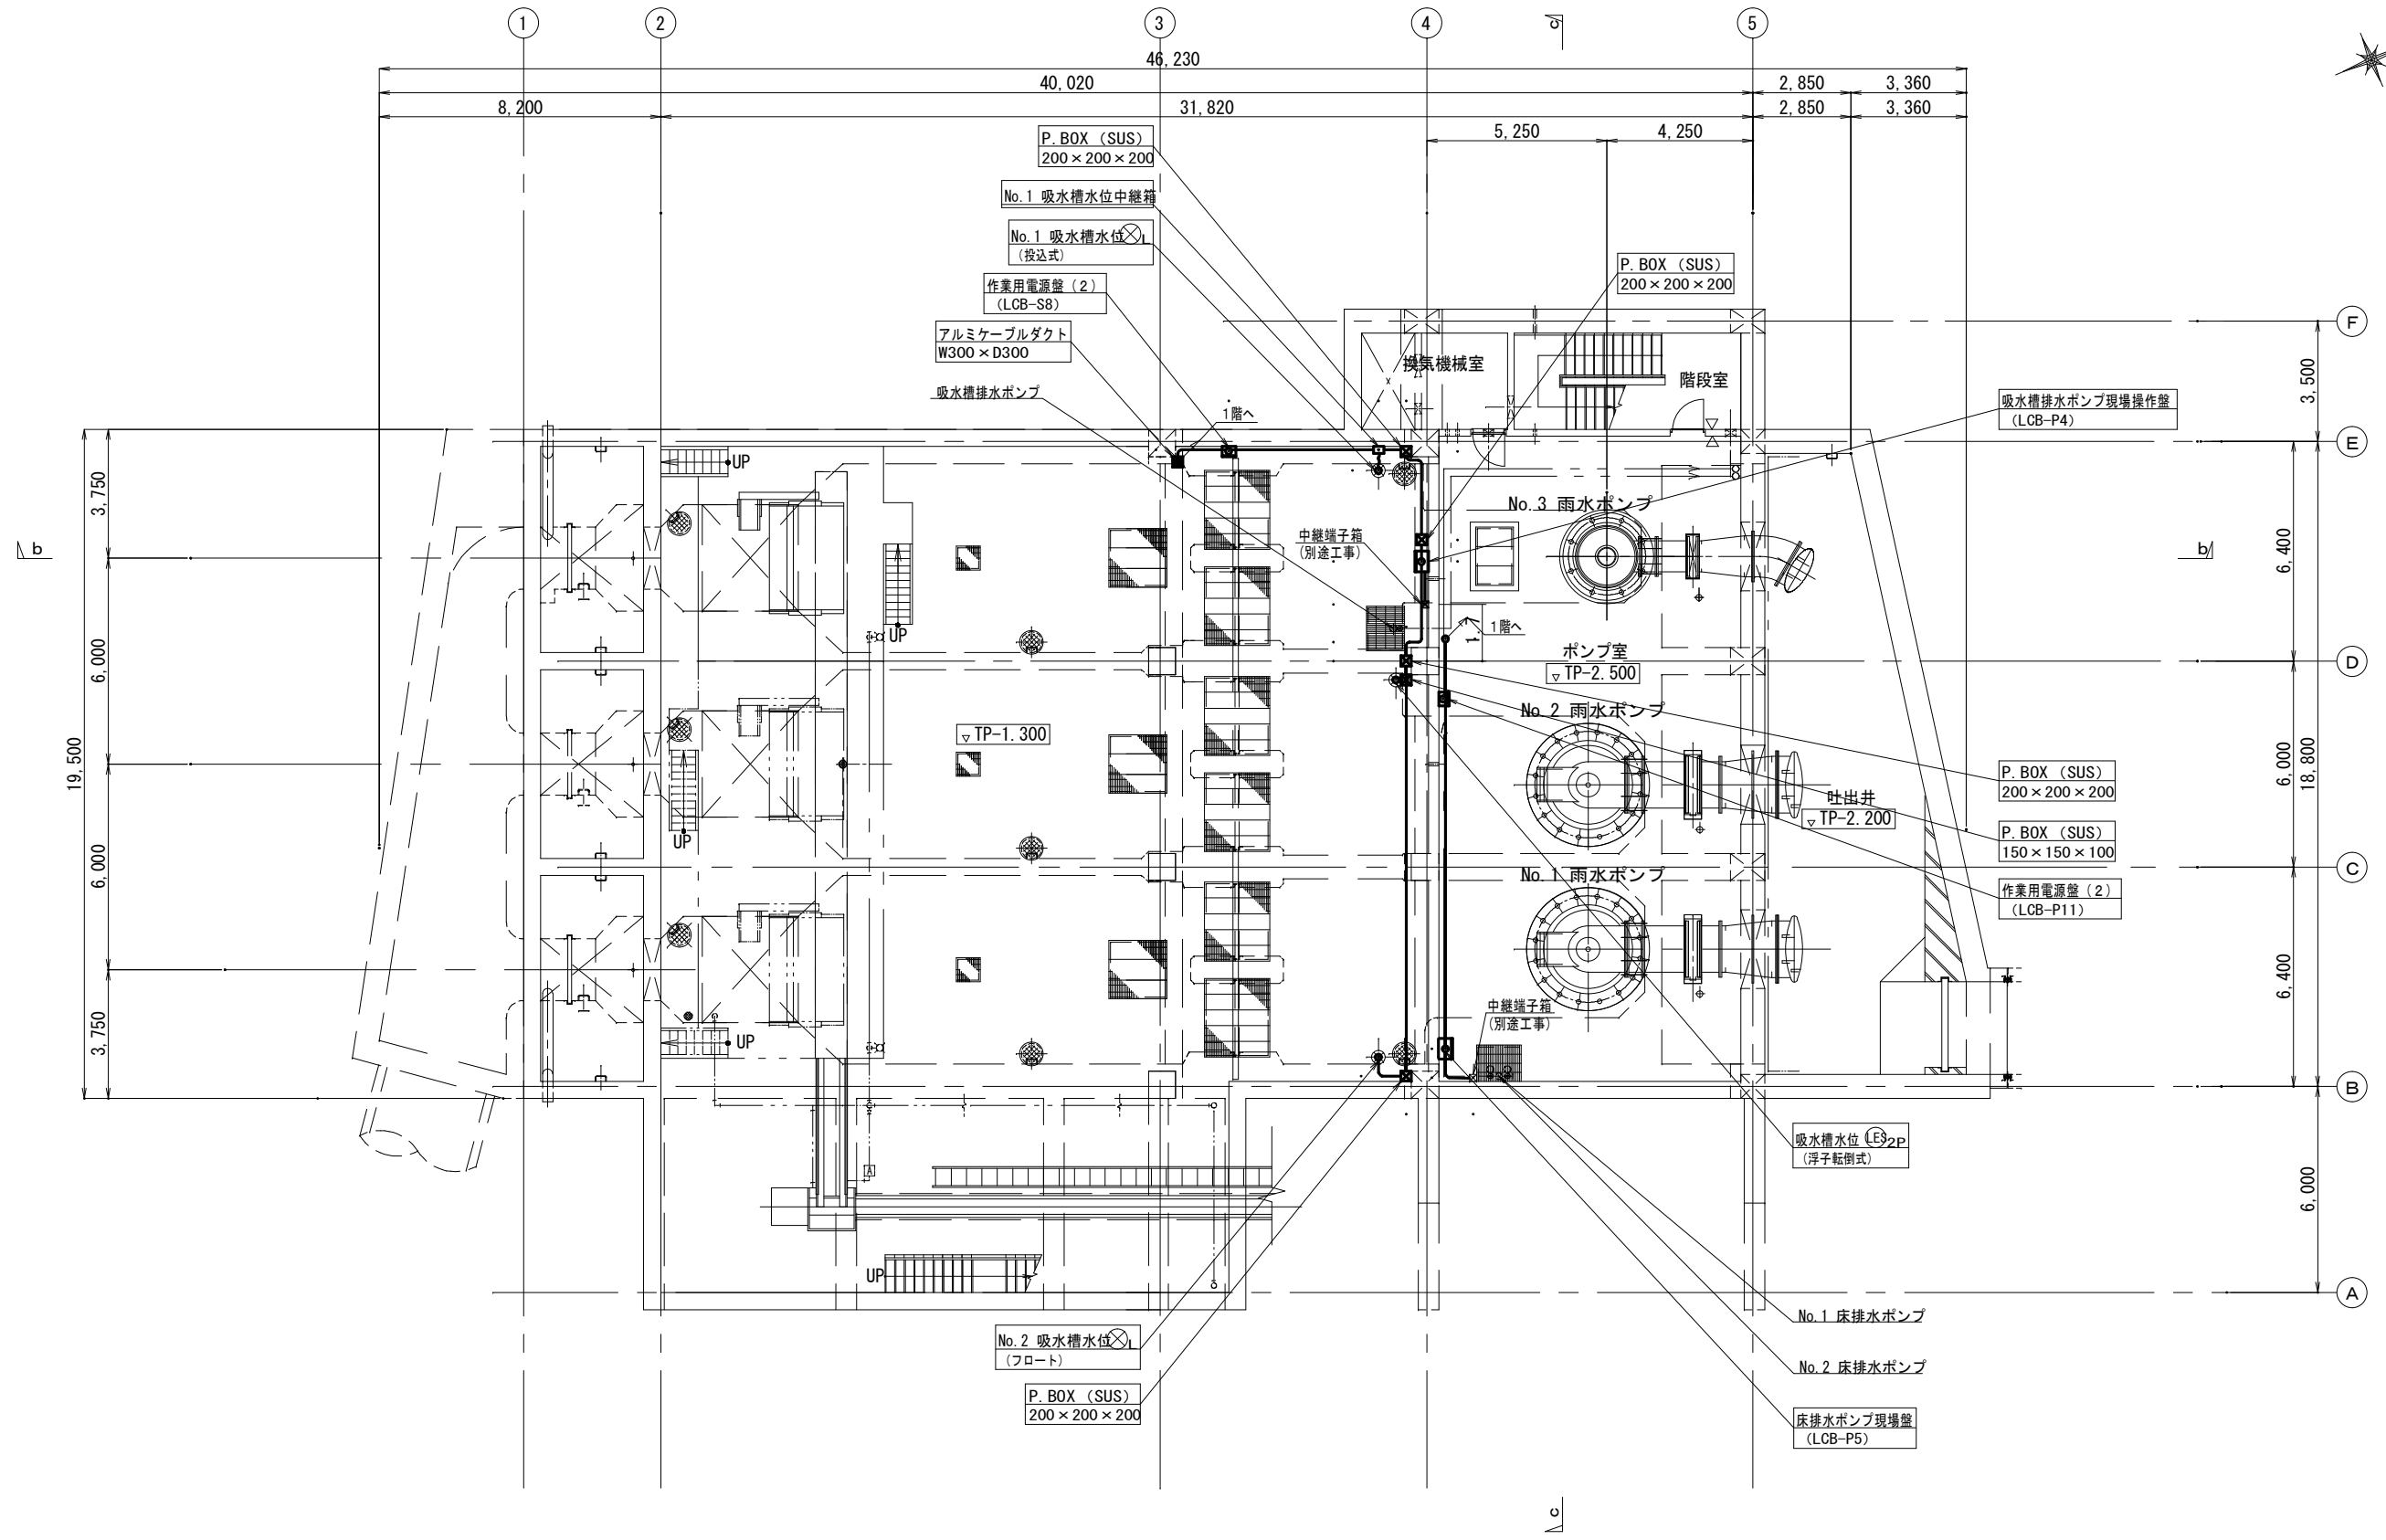 1
2
3
4
5
c
46,230
40,020
2,850
3,360
8,200
31,820
2,850
3,360
5,250
4,250
P.BOX (SUS)
200×200×200
No.1 吸水槽水位中継箱
No.1 吸水槽水位 L
(投込式)
作業用電源盤(2)
(LCB-S8)
アルミケーブルダクト
W300×D300
吸水槽排水ポンプ
1階へ
P.BOX (SUS)
200×200×200
換気機械室
階段室
吸水槽排水ポンプ現場操作盤
(LCB-P4)
F
3,500
E
UP
3,750
No.3 雨水ポンプ
中継端子箱
(別途工事)
b
b
6,400
UP
1階へ
1.7
ポンプ室
▽TP-2.500
D
6,000
No.2 雨水ポンプ
▽TP-1.300
19,500
P.BOX (SUS)
200×200×200
6,000
18,800
吐出井
▽TP-2.200
UP
P.BOX (SUS)
150×150×100
6,000
No.1 雨水ポンプ
C
作業用電源盤(2)
(LCB-P11)
6,400
中継端子箱
(別途工事)
UP
3,750
B
吸水槽水位 LES 2P
(浮子転倒式)
A
6,000
UP
A
No.1 床排水ポンプ
No.2 吸水槽水位 L
(フロート)
No.2 床排水ポンプ
P.BOX (SUS)
200×200×200
床排水ポンプ現場盤
(LCB-P5)
c